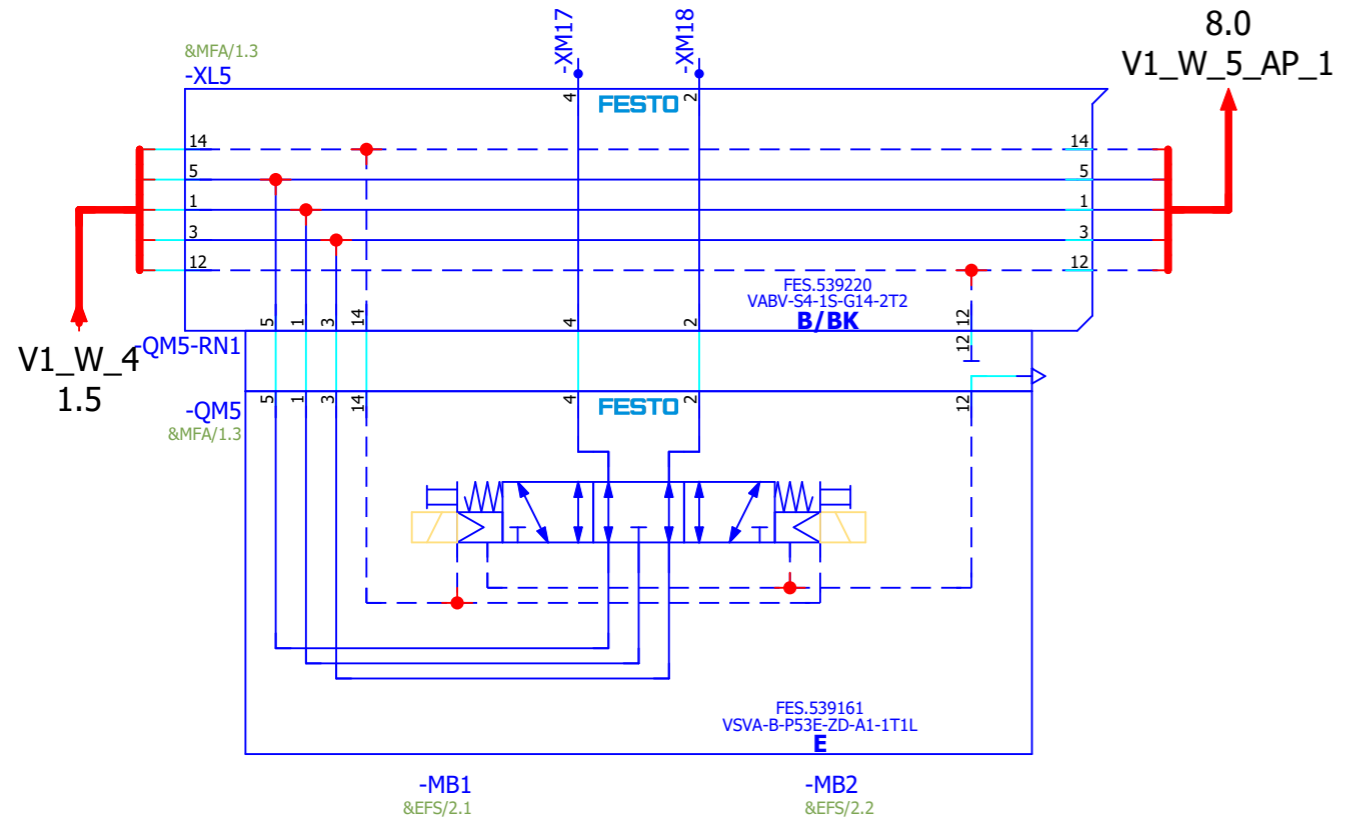 -XM17
-XM18
8.0
V1_W_5_AP_1
&MFA/1.3
-XL5
4
FESTO
2
14
14
5
5
1
1
3
3
12
12
FES.539220
VABV-S4-1S-G14-2T2
B/BK
5
1
3
14
4
2
12
V1_W_4
1.5
-QM5-RN1
12
-QM5
&MFA/1.3
5
1
3
14
4
FESTO
2
12
FES.539161
VSVA-B-P53E-ZD-A1-1T1L
E
-MB1
&EFS/2.1
-MB2
&EFS/2.2